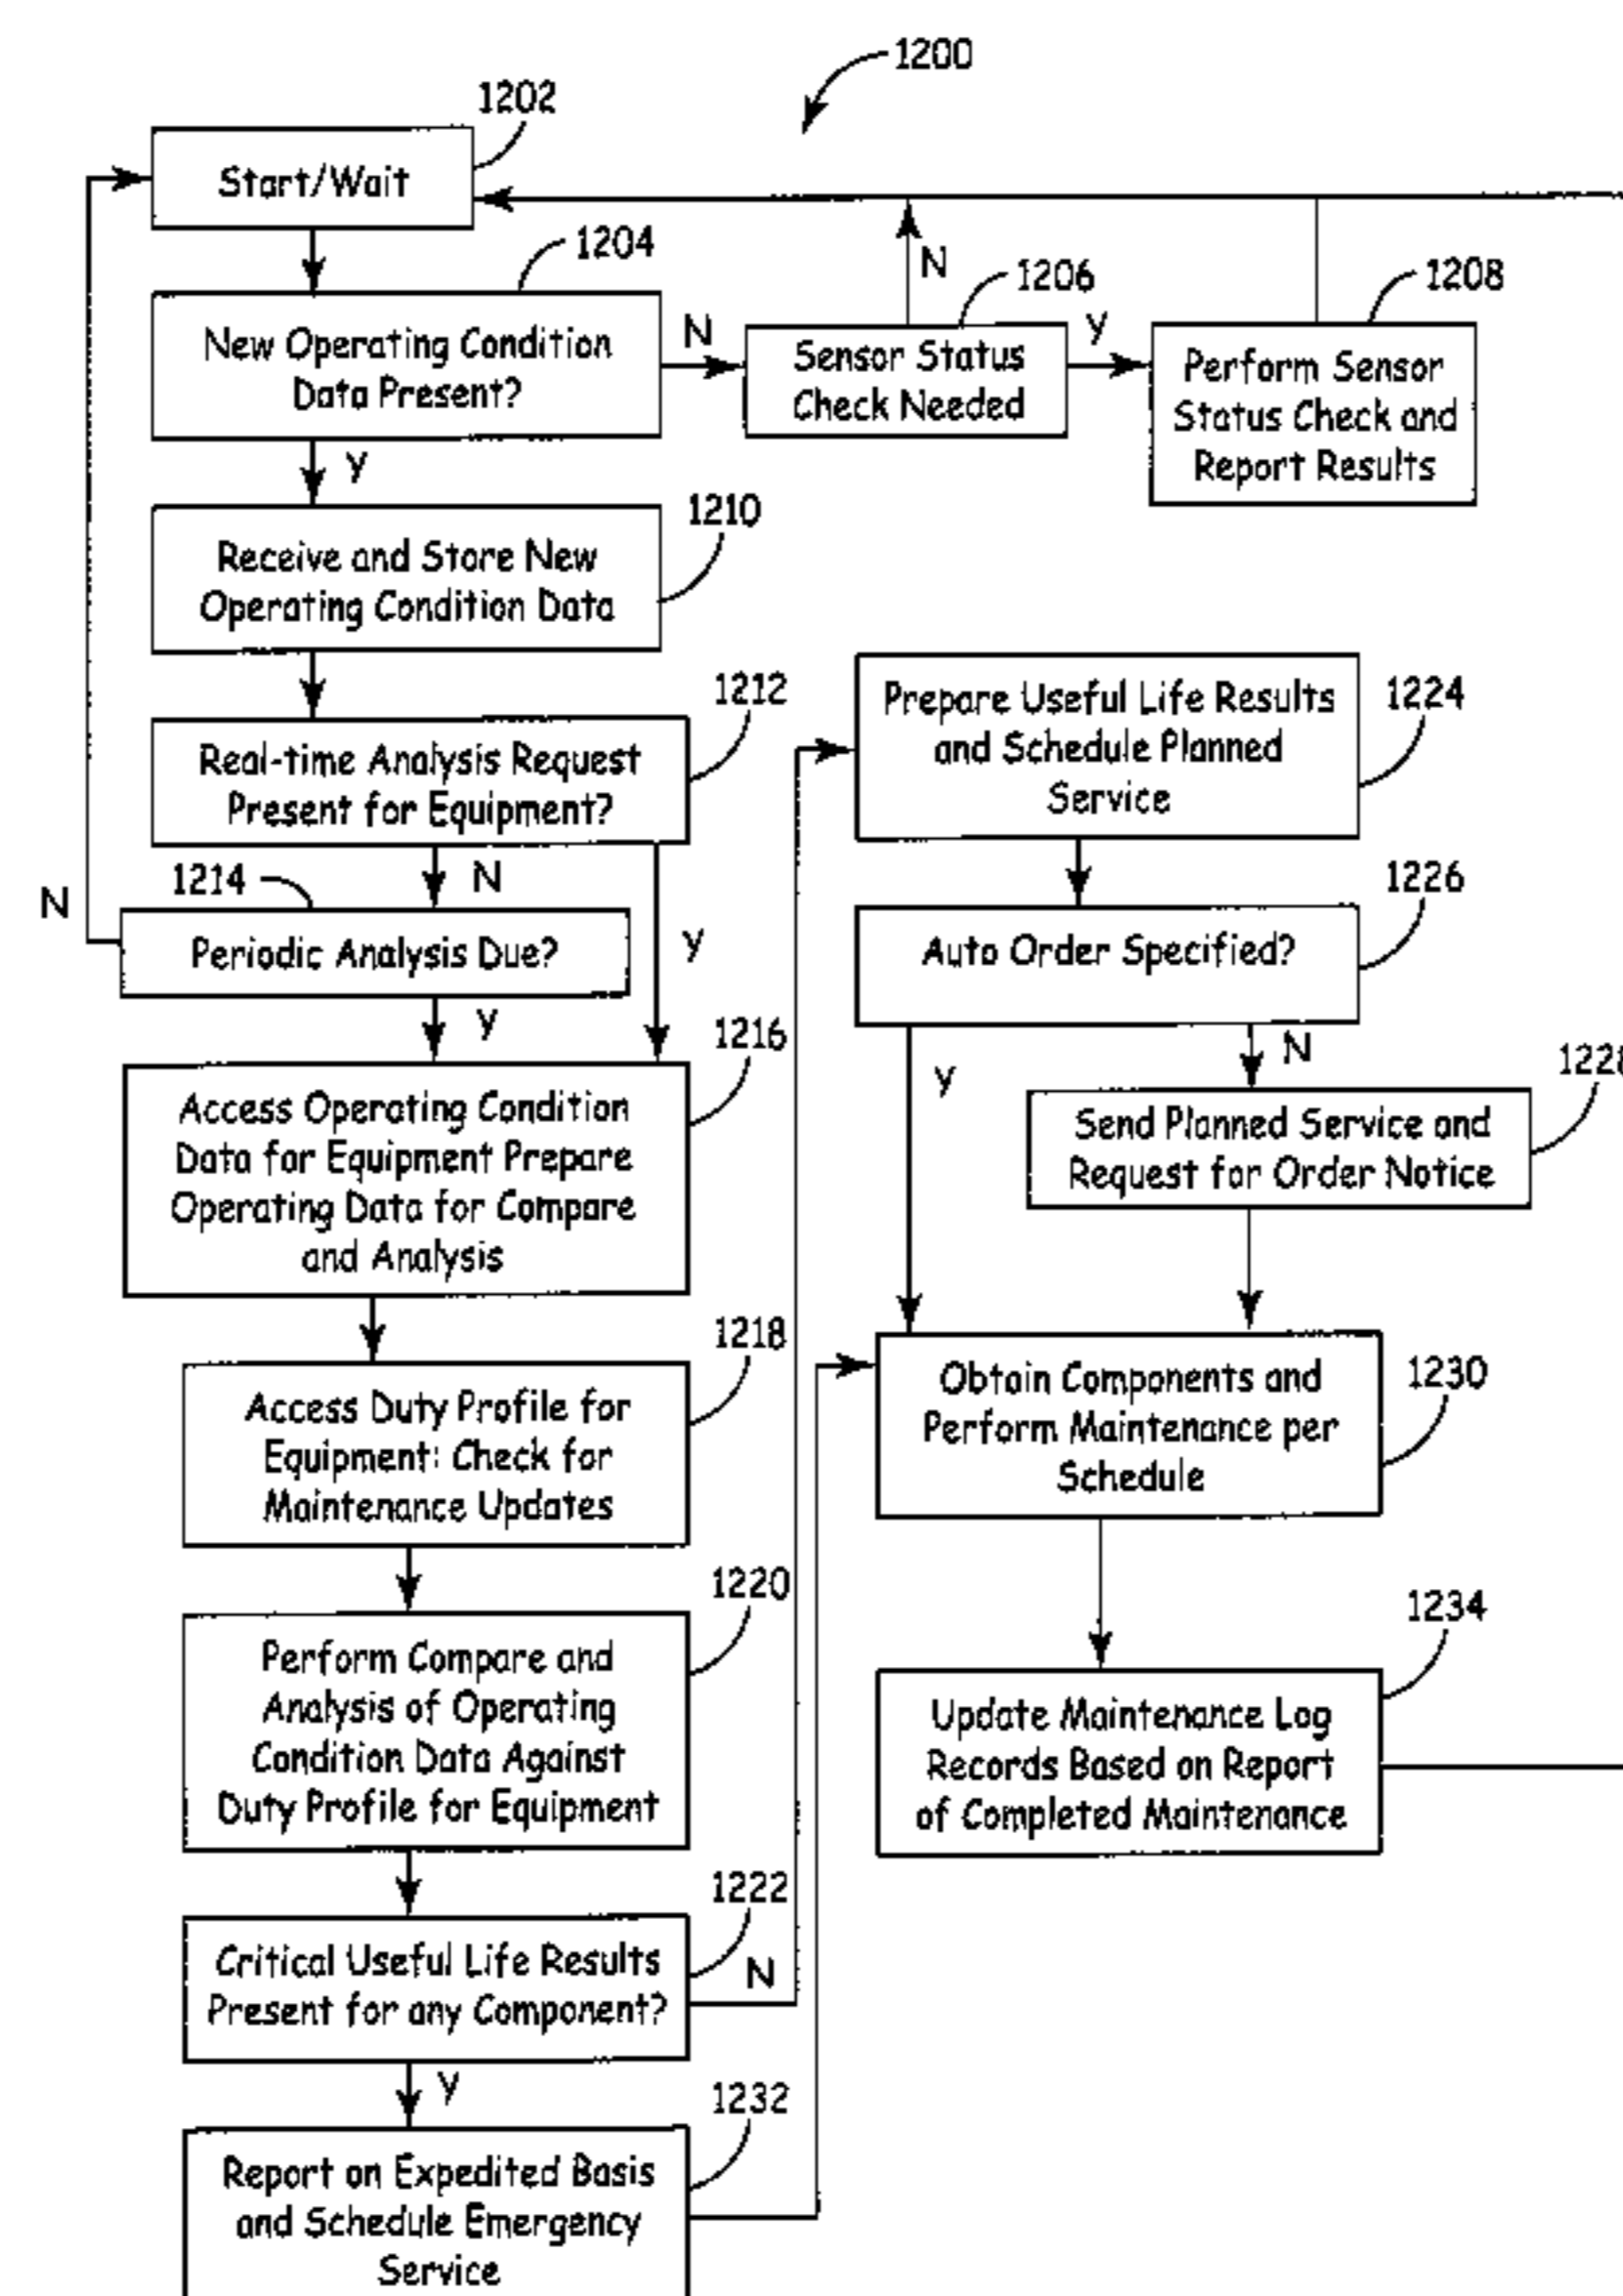 1200
1202
Start/Wait
1204
New Operating Condition
Data Present?
N
1206
Sensor Status
Check Needed
N
y
1208
Perform Sensor
Status Check and
Report Results
y
1210
Receive and Store New
Operating Condition Data
1212
Real-time Analysis Request
Present for Equipment?
N
y
1214
Periodic Analysis Due?
N
y
1216
Access Operating Condition
Data for Equipment Prepare
Operating Data for Compare
and Analysis
1218
Access Duty Profile for
Equipment: Check for
Maintenance Updates
1220
Perform Compare and
Analysis of Operating
Condition Data Against
Duty Profile for Equipment
1222
Critical Useful Life Results
Present for any Component?
N
y
1232
Report on Expedited Basis
and Schedule Emergency
Service
1224
Prepare Useful Life Results
and Schedule Planned
Service
1226
Auto Order Specified?
y
N
Send Planned Service and
Request for Order Notice
1230
Obtain Components and
Perform Maintenance per
Schedule
1234
Update Maintenance Log
Records Based on Report
of Completed Maintenance